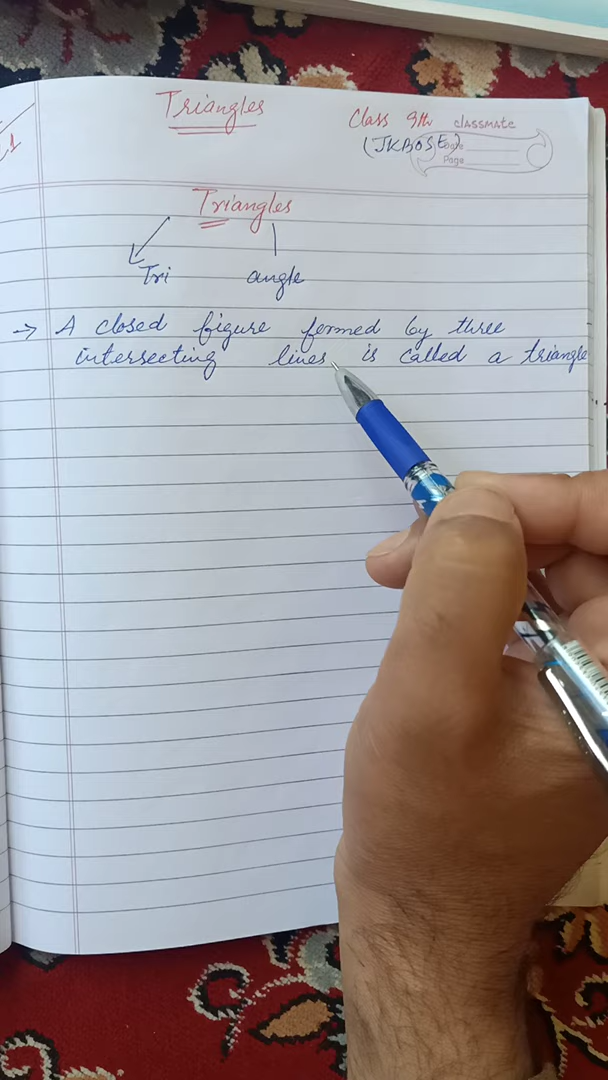 Triangles
Class 9th CLASSMATE
(JKBOSE)
Page
Triangles
Tri angle
→ A closed figure formed by three
intersecting lines is called a triangle